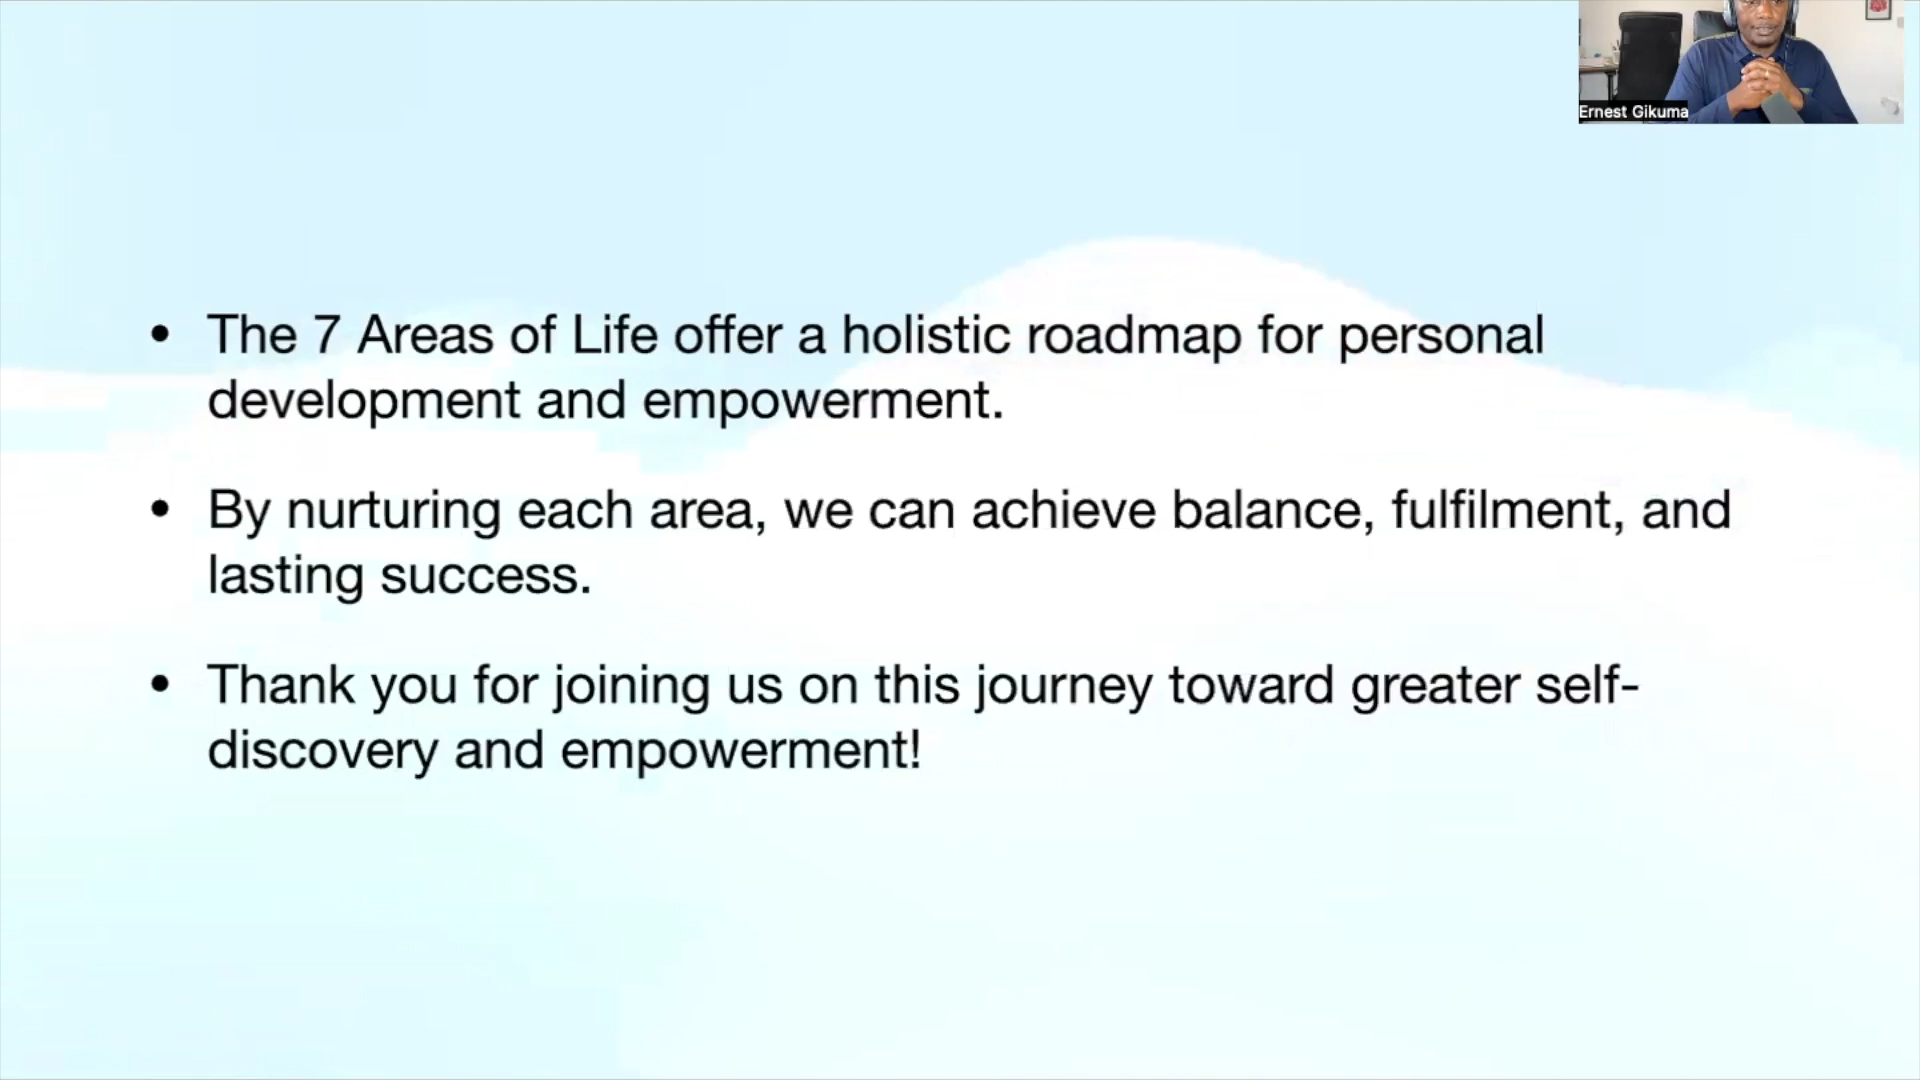 Ernest Gikuma
• The 7 Areas of Life offer a holistic roadmap for personal
development and empowerment.
• By nurturing each area, we can achieve balance, fulfilment, and
lasting success.
• Thank you for joining us on this journey toward greater self-
discovery and empowerment!